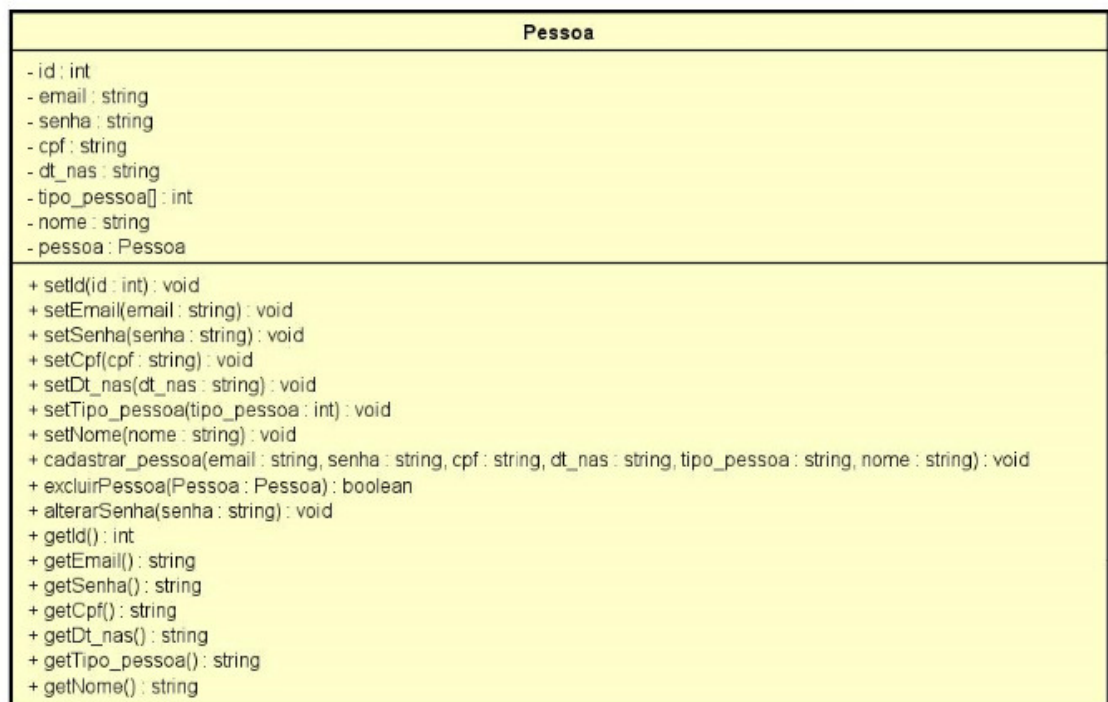 Pessoa
- id : int
- email : string
- senha : string
- cpf : string
- dt_nas : string
- tipo_pessoa[] : int
- nome : string
- pessoa : Pessoa
+ setId(id : int) : void
+ setEmail(email : string) : void
+ setSenha(senha : string) : void
+ setCpf(cpf : string) : void
+ setDt_nas(dt_nas : string) : void
+ setTipo_pessoa(tipo_pessoa : int) : void
+ setNome(nome : string) : void
+ cadastrar_pessoa(email : string, senha : string, cpf : string, dt_nas : string, tipo_pessoa : string, nome : string) : void
+ excluirPessoa(Pessoa : Pessoa) : boolean
+ alterarSenha(senha : string) : void
+ getId() : int
+ getEmail() : string
+ getSenha() : string
+ getCpf() : string
+ getDt_nas() : string
+ getTipo_pessoa() : string
+ getNome() : string